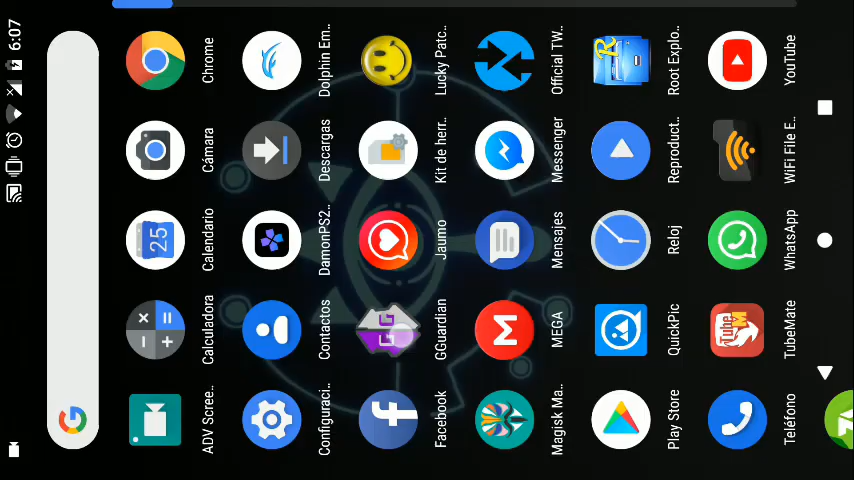 6:07
ADV Scree.. Calculadora Calendario Cámara Chrome
25
Configuraci.. Contactos DamonPS2.. Descargas Dolphin Em..
Facebook GGuardian Jaumo Kit de herr.. Lucky Patc..
GG
Magisk Ma.. MEGA Mensajes Messenger Official TW..
Play Store QuickPic Reloj Reproduct.. Root Explo..
Teléfono TubeMate WhatsApp WiFi File E.. YouTube
Tube